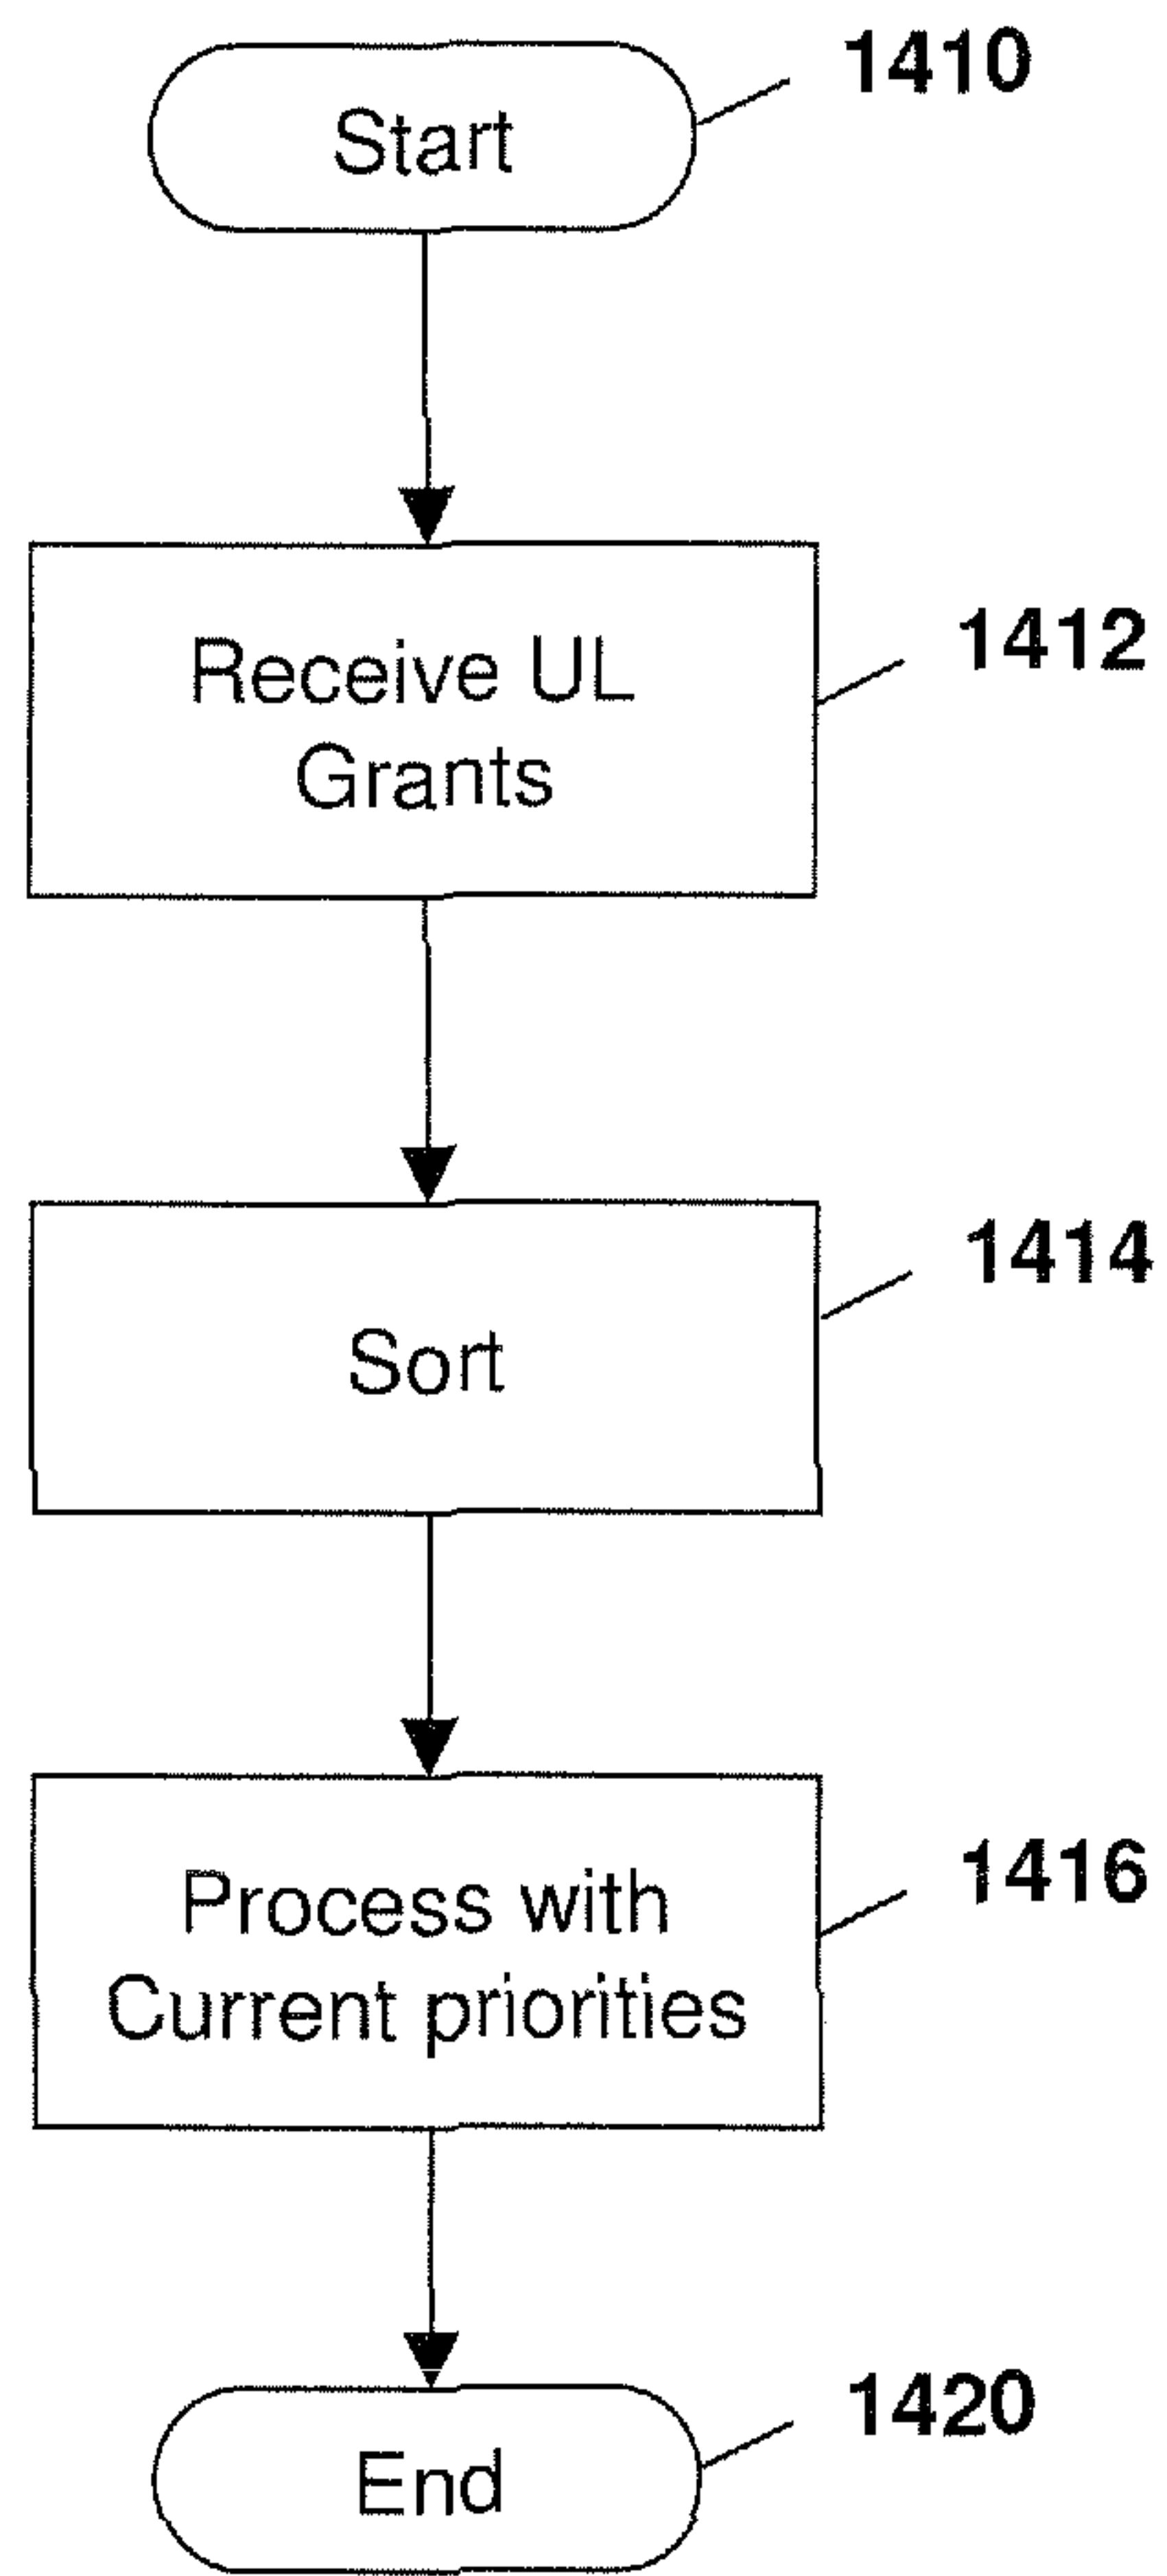 Start
1410
Receive UL
Grants
1412
Sort
1414
Process with
Current priorities
1416
End
1420